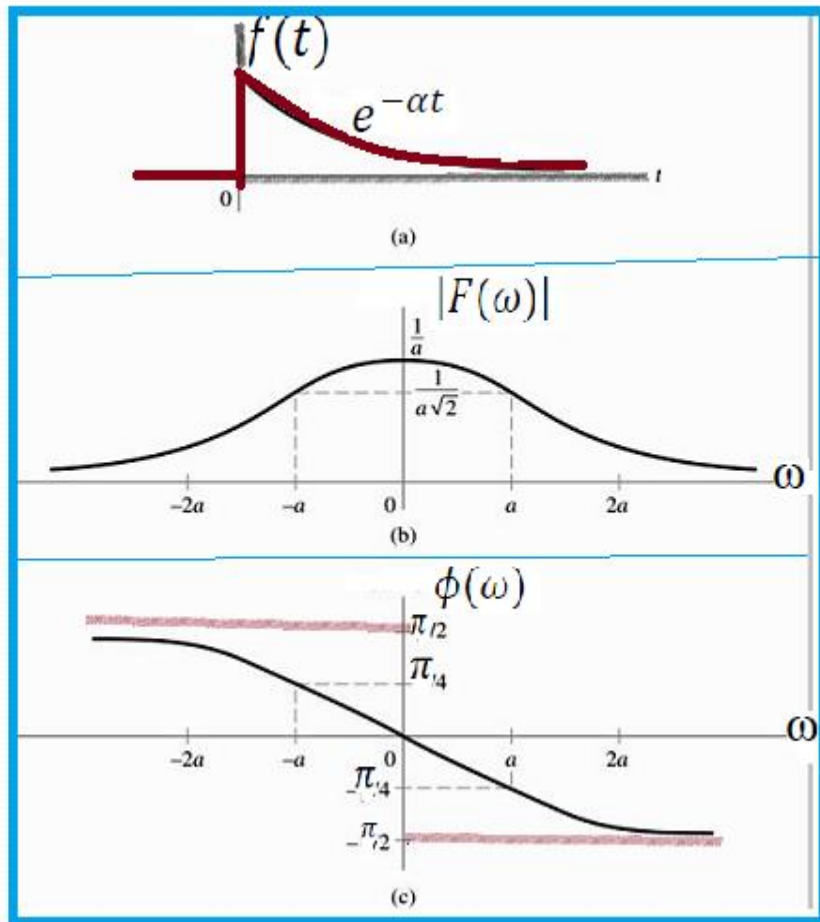 f(t)
e^{-αt}
t
0
(a)
|F(ω)|
1/a
1/(a√2)
ω
−2a −a 0 a 2a
(b)
ϕ(ω)
π/2
π/4
ω
−2a −a 0 a 2a
−π/4
−π/2
(c)